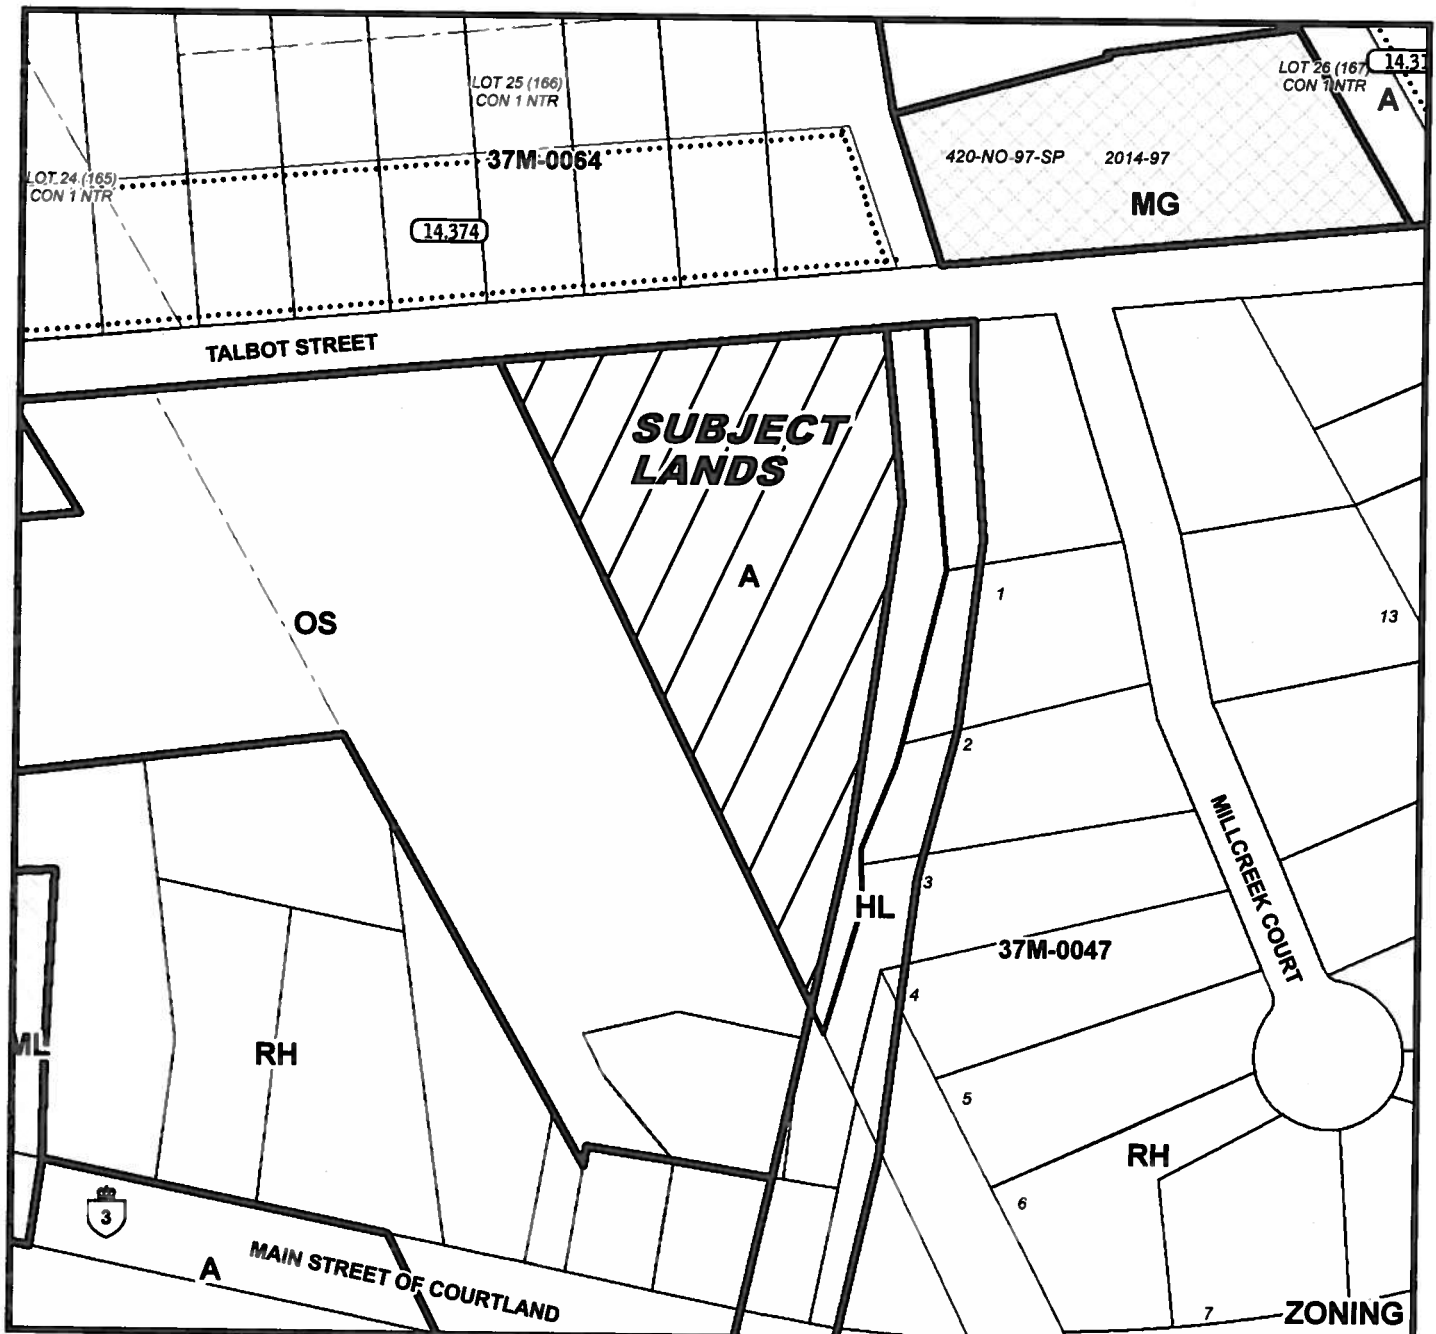 LOT 25 (166)
CON 1 NTR
LOT 26 (167)
CON 1 NTR
14.31
A
37M-0064
420-NO-97-SP
2014-97
LOT 24 (165)
CON 1 NTR
MG
14.374
TALBOT STREET
SUBJECT
LANDS
A
1
13
OS
2
MILLCREEK COURT
3
HL
37M-0047
4
ML
RH
5
RH
6
3
A
MAIN STREET OF COURTLAND
7
ZONING